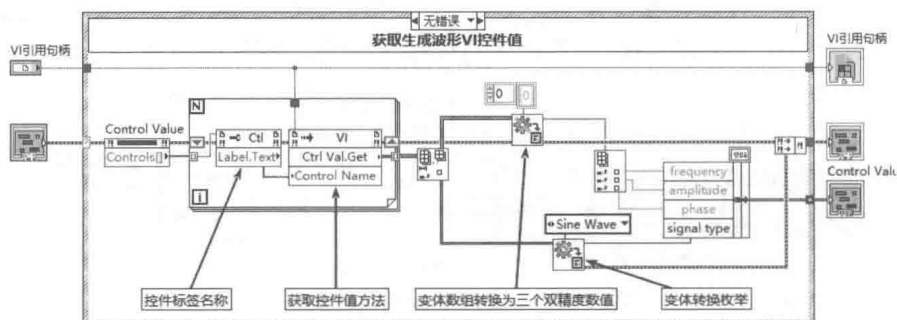 无错误
获取生成波形VI控件值
VI引用句柄
VI引用句柄
N
Control Value
Controls[]
Ctl
Label.Text
VI
Ctrl Val.Get
Control Name
i
0
0
frequency
amplitude
phase
signal type
Sine Wave
Control Valu
控件标签名称
获取控件值方法
变体数组转换为三个双精度数值
变体转换枚举